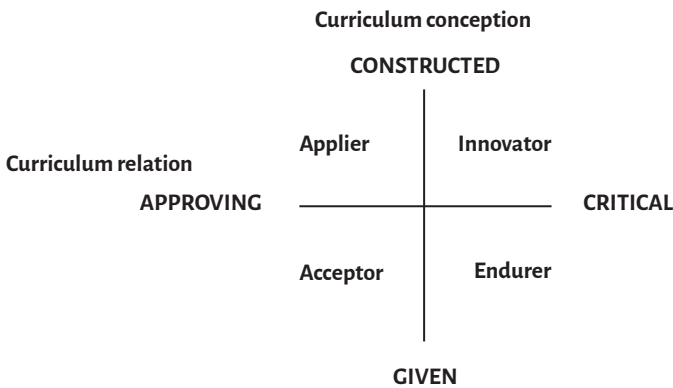 Curriculum conception
CONSTRUCTED
Applier
Innovator
Curriculum relation
APPROVING
CRITICAL
Acceptor
Endurer
GIVEN